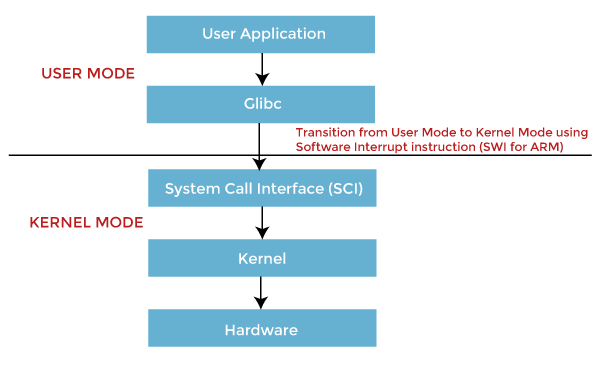 User Application
USER MODE
Glibc
Transition from User Mode to Kernel Mode using
Software Interrupt instruction (SWI for ARM)
System Call Interface (SCI)
KERNEL MODE
Kernel
Hardware